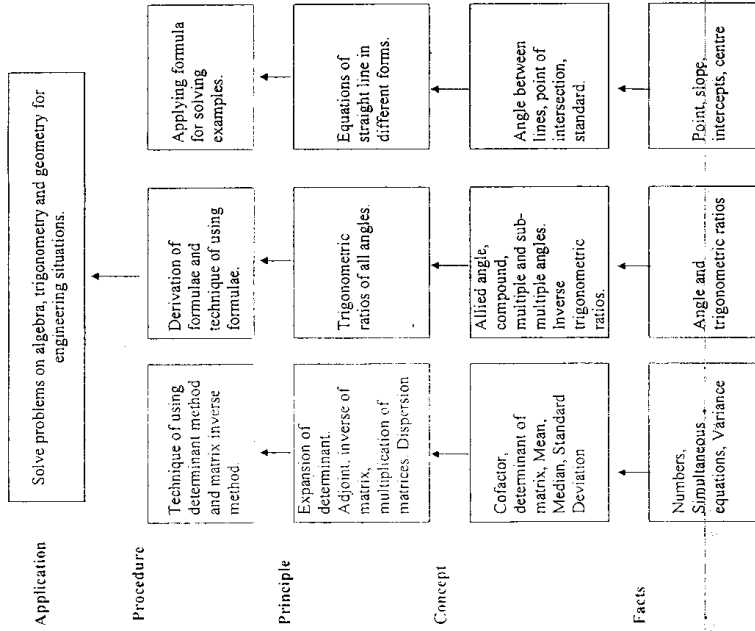 Application
Solve problems on algebra, trigonometry and geometry for
engineering situations.
Procedure
Technique of using
determinant method
and matrix inverse
method.
Derivation of
formulae and
technique of using
formulae.
Applying formula
for solving
examples.
Principle
Expansion of
determinant.
Adjoint, inverse of
matrix,
multiplication of
matrices. Dispersion
Trigonometric
ratios of all angles.
Equations of
straight line in
different forms.
Concept
Cofactor,
determinant of
matrix, Mean,
Median, Standard
Deviation
Allied angle,
compound,
multiple and sub-
multiple angles.
Inverse
trigonometric
ratios.
Angle between
lines, point of
intersection,
standard.
Facts
Numbers,
Simultaneous
equations, Variance
Angle and
trigonometric ratios
Point, slope,
intercepts, centre